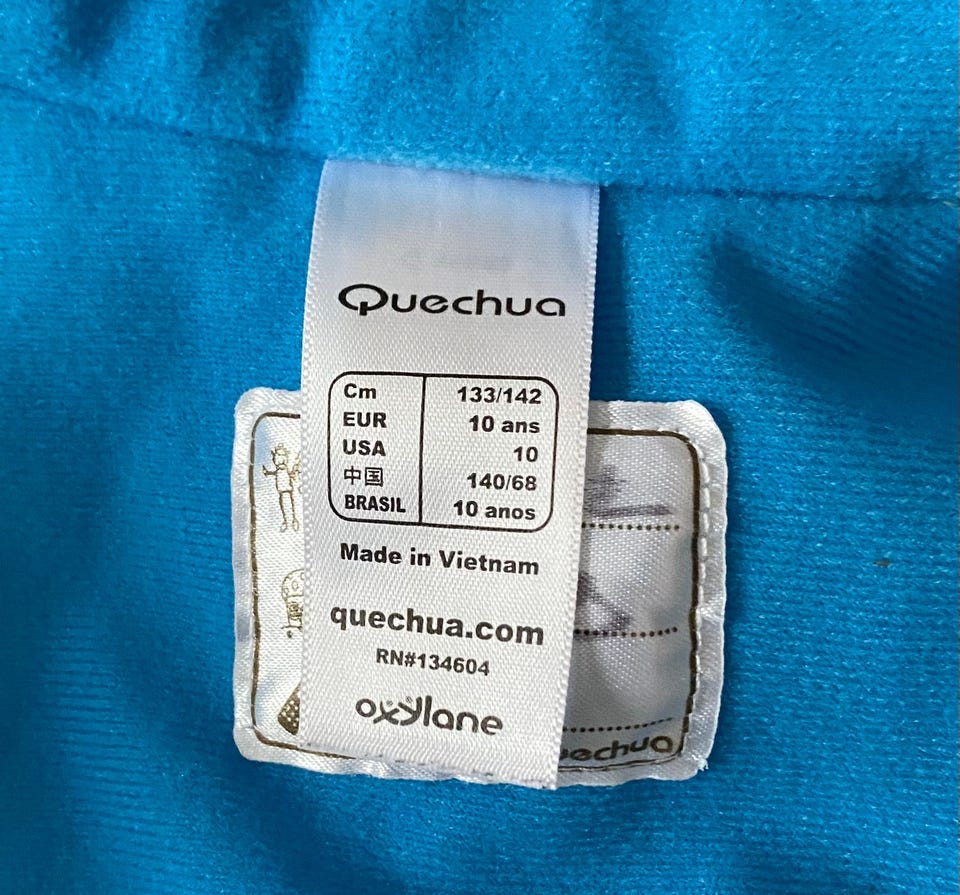 Quechua
Cm 133/142
EUR 10 ans
USA 10
中国 140/68
BRASIL 10 anos
Made in Vietnam
quechua.com
RN#134604
oxylane
echua